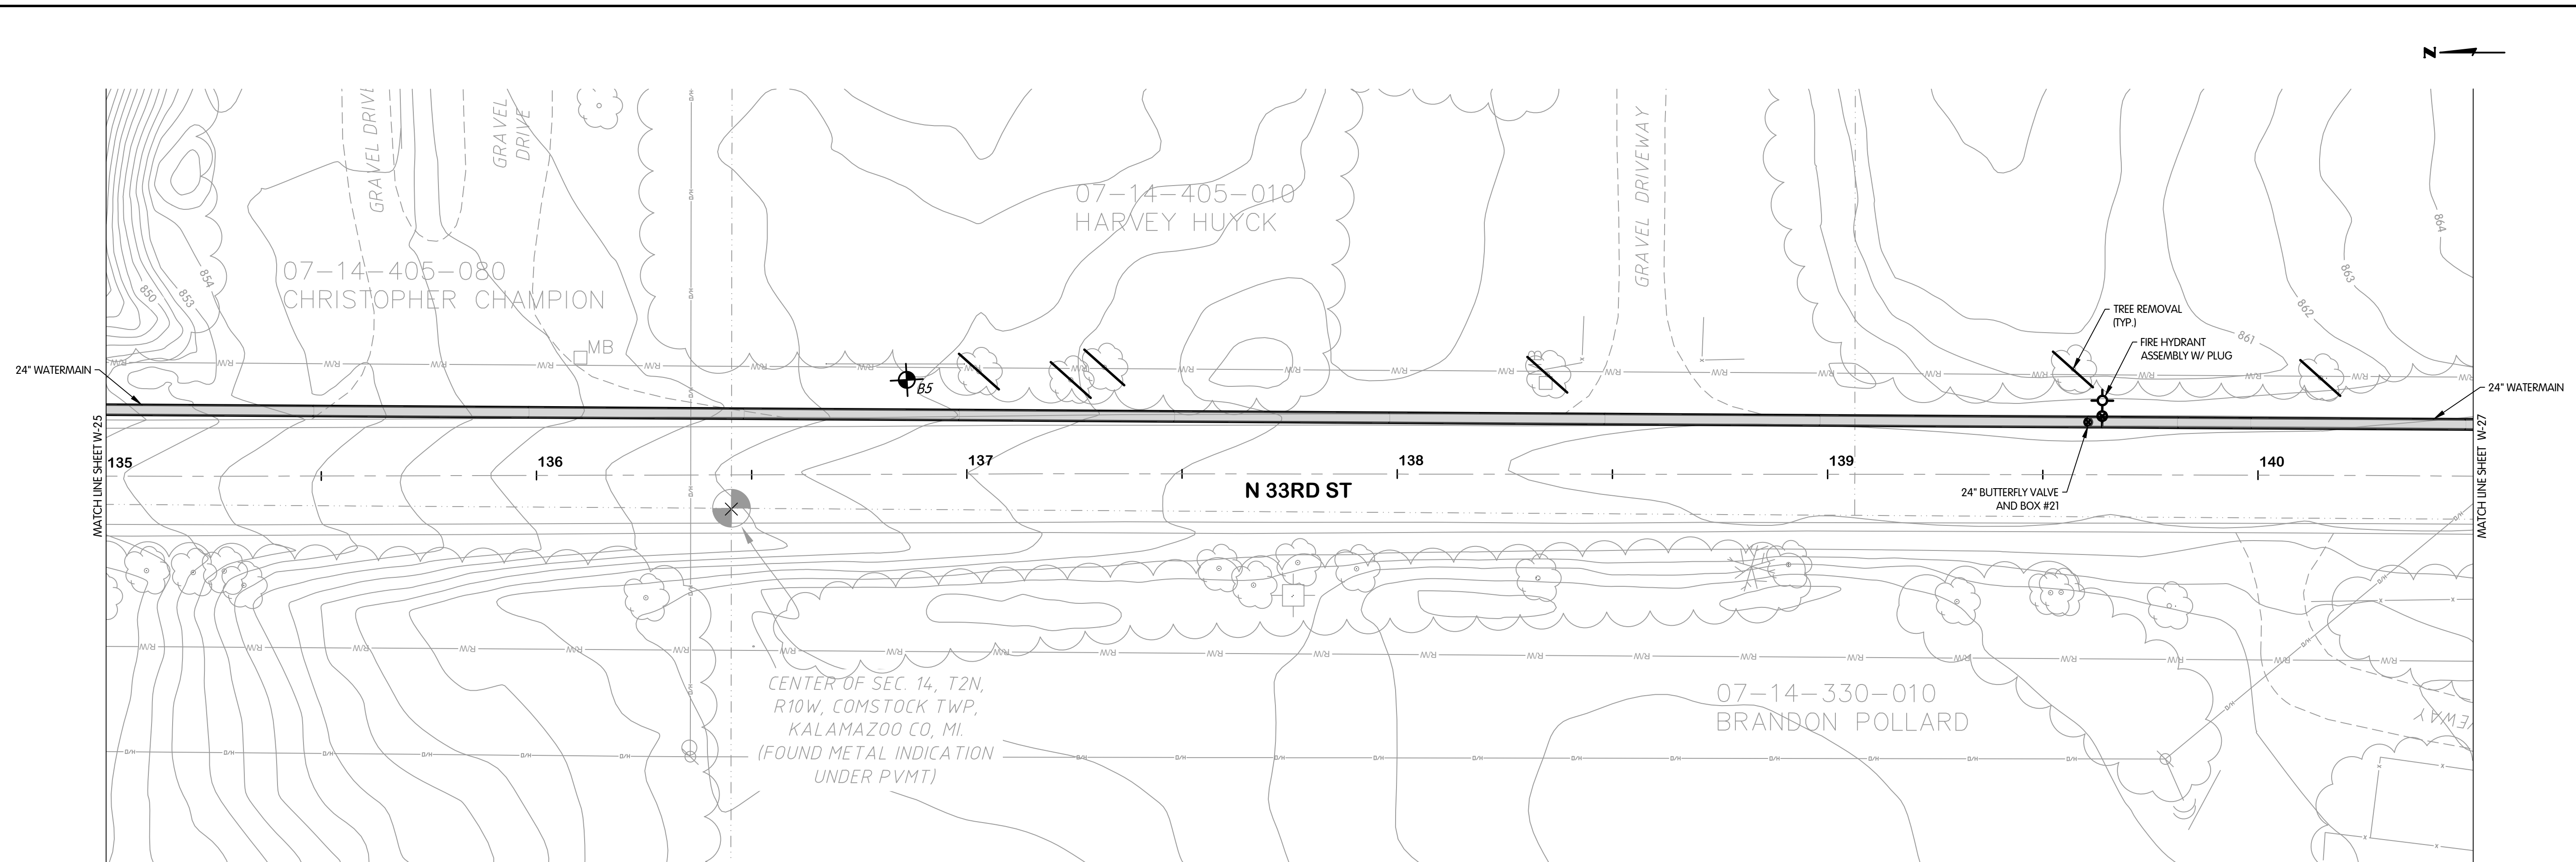 N
GRAVEL DRIVE
GRAVEL
DRIVE
07-14-405-080
CHRISTOPHER CHAMPION
07-14-405-010
HARVEY HUYCK
GRAVEL DRIVEWAY
854
853
850
864
863
862
861
TREE REMOVAL
(TYP.)
FIRE HYDRANT
ASSEMBLY W/ PLUG
MB
B5
24" WATERMAIN
24" WATERMAIN
MATCH LINE SHEET W-25
MATCH LINE SHEET W-27
135
136
137
138
139
140
N 33RD ST
24" BUTTERFLY VALVE
AND BOX #21
CENTER OF SEC. 14, T2N,
R10W, COMSTOCK TWP,
KALAMAZOO CO, MI.
(FOUND METAL INDICATION
UNDER PVMT)
07-14-330-010
BRANDON POLLARD
R/W
R/W
O/H
O/H